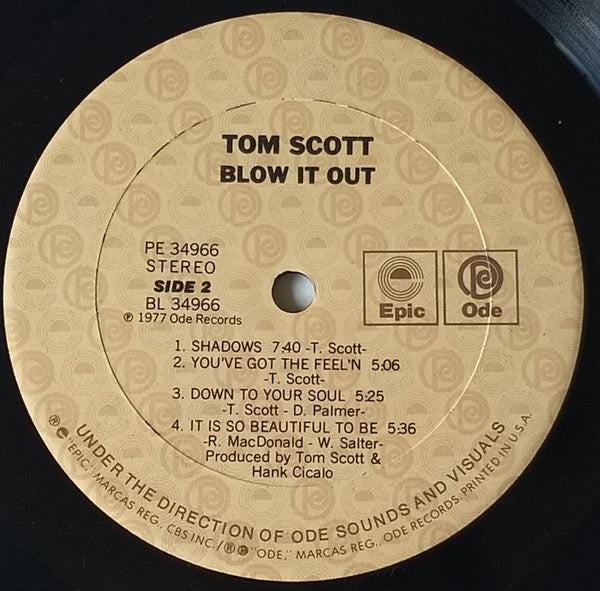 TOM SCOTT
BLOW IT OUT
PE 34966
STEREO
SIDE 2
BL 34966
℗ 1977 Ode Records
Epic
Ode
1. SHADOWS 7:40 -T. Scott-
2. YOU'VE GOT THE FEEL'N 5:06
-T. Scott-
3. DOWN TO YOUR SOUL 5:25
-T. Scott - D. Palmer-
4. IT IS SO BEAUTIFUL TO BE 5:36
-R. MacDonald - W. Salter-
Produced by Tom Scott &
Hank Cicalo
UNDER THE DIRECTION OF ODE SOUNDS AND VISUALS
"EPIC," MARCAS REG., CBS INC./ "ODE," MARCAS REG., ODE RECORDS, PRINTED IN U.S.A.